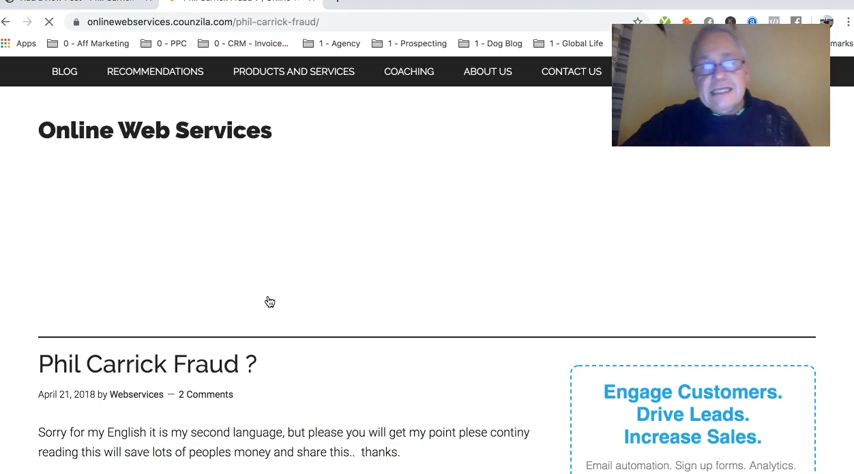 onlinewebservices.counzila.com/phil-carrick-fraud/
Apps 0 - Aff Marketing 0 - PPC 0 - CRM - Invoice... 1 - Agency 1 - Prospecting 1 - Dog Blog 1 - Global Life
BLOG RECOMMENDATIONS PRODUCTS AND SERVICES COACHING ABOUT US CONTACT US
Online Web Services
Phil Carrick Fraud ?
April 21, 2018 by Webservices — 2 Comments
Sorry for my English it is my second language, but please you will get my point plese continy
reading this will save lots of peoples money and share this.. thanks.
Engage Customers.
Drive Leads.
Increase Sales.
Email automation. Sign up forms. Analytics.